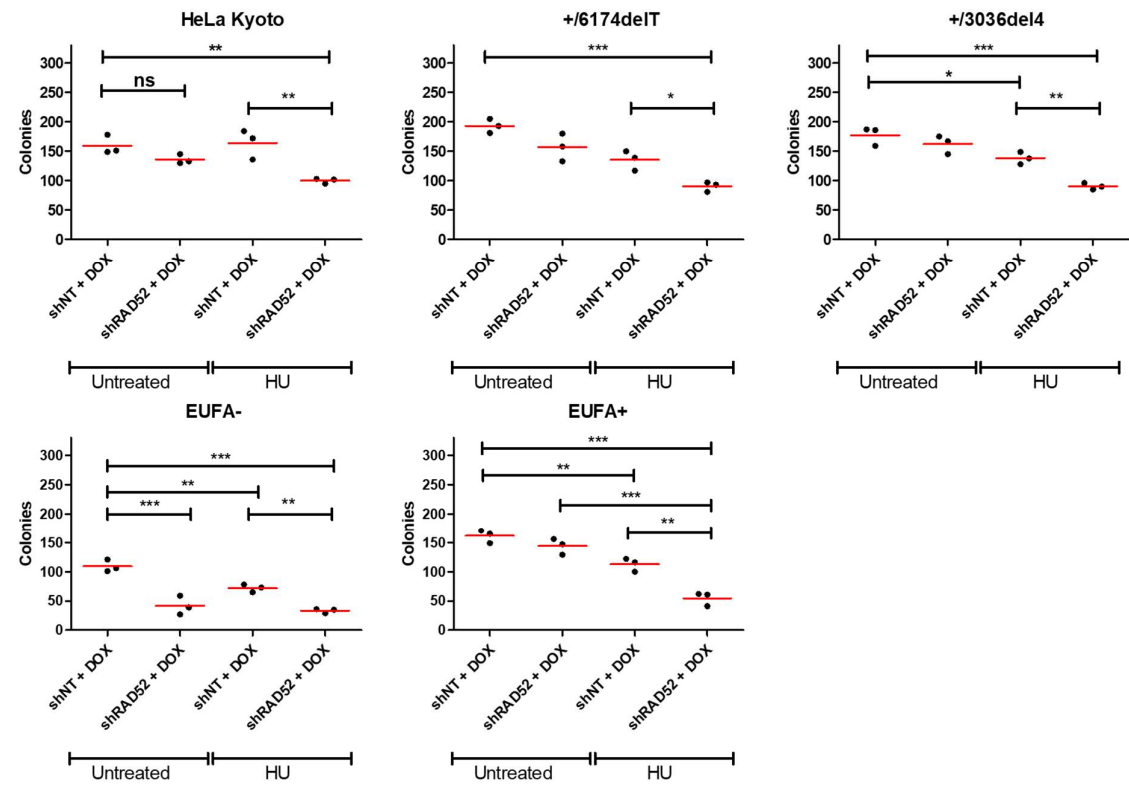 HeLa Kyoto
**
ns
**
Colonies
300
250
200
150
100
50
0
shNT + DOX
shRAD52 + DOX
shNT + DOX
shRAD52 + DOX
Untreated
HU
+/6174delT
***
*
Colonies
300
250
200
150
100
50
0
shNT + DOX
shRAD52 + DOX
shNT + DOX
shRAD52 + DOX
Untreated
HU
+/3036del4
***
*
**
Colonies
300
250
200
150
100
50
0
shNT + DOX
shRAD52 + DOX
shNT + DOX
shRAD52 + DOX
Untreated
HU
EUFA-
***
**
***
**
Colonies
300
250
200
150
100
50
0
shNT + DOX
shRAD52 + DOX
shNT + DOX
shRAD52 + DOX
Untreated
HU
EUFA+
***
**
***
**
Colonies
300
250
200
150
100
50
0
shNT + DOX
shRAD52 + DOX
shNT + DOX
shRAD52 + DOX
Untreated
HU